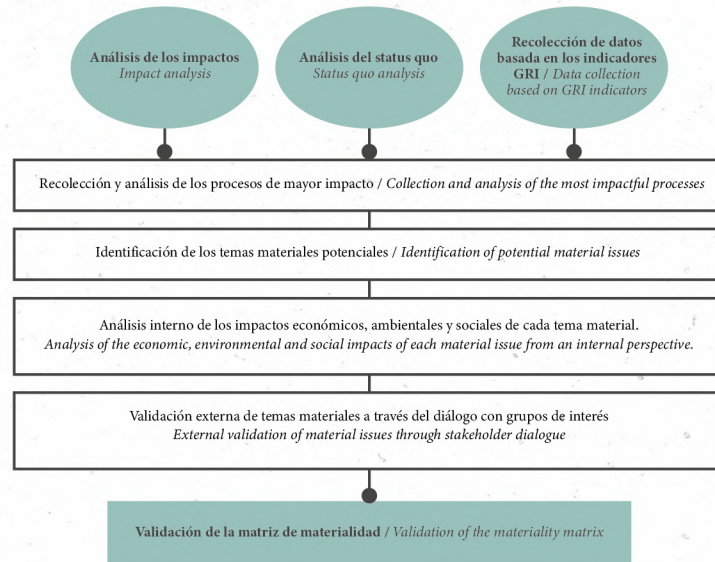 Análisis de los impactos
Impact analysis
Análisis del status quo
Status quo analysis
Recolección de datos
basada en los indicadores
GRI / Data collection
based on GRI indicators
Recolección y análisis de los procesos de mayor impacto / Collection and analysis of the most impactful processes
Identificación de los temas materiales potenciales / Identification of potential material issues
Análisis interno de los impactos económicos, ambientales y sociales de cada tema material.
Analysis of the economic, environmental and social impacts of each material issue from an internal perspective.
Validación externa de temas materiales a través del diálogo con grupos de interés
External validation of material issues through stakeholder dialogue
Validación de la matriz de materialidad / Validation of the materiality matrix